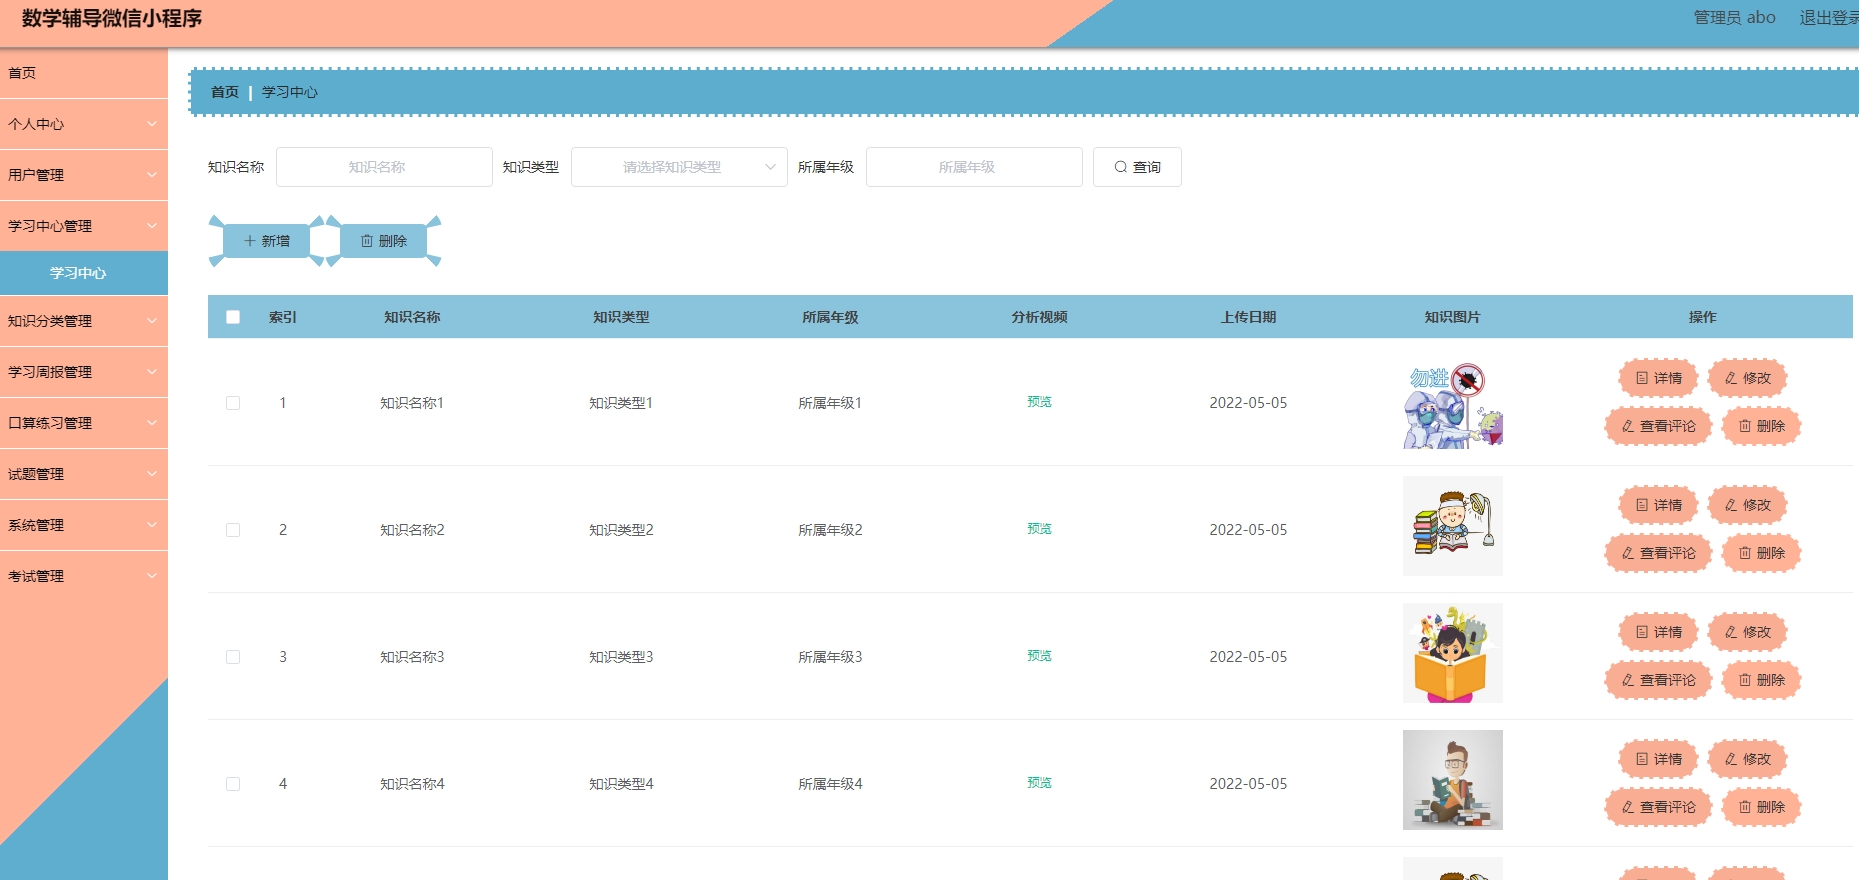 数学辅导微信小程序
管理员 abo 退出登录
首页
个人中心
用户管理
学习中心管理
学习中心
知识分类管理
学习周报管理
口算练习管理
试题管理
系统管理
考试管理
首页 学习中心
知识名称 知识名称 知识类型 请选择知识类型 所属年级 所属年级 查询
新增 删除
索引 知识名称 知识类型 所属年级 分析视频 上传日期 知识图片 操作
1 知识名称1 知识类型1 所属年级1 预览 2022-05-05 勿进 详情 修改
查看评论 删除
2 知识名称2 知识类型2 所属年级2 预览 2022-05-05 详情 修改
查看评论 删除
3 知识名称3 知识类型3 所属年级3 预览 2022-05-05 详情 修改
查看评论 删除
4 知识名称4 知识类型4 所属年级4 预览 2022-05-05 详情 修改
查看评论 删除